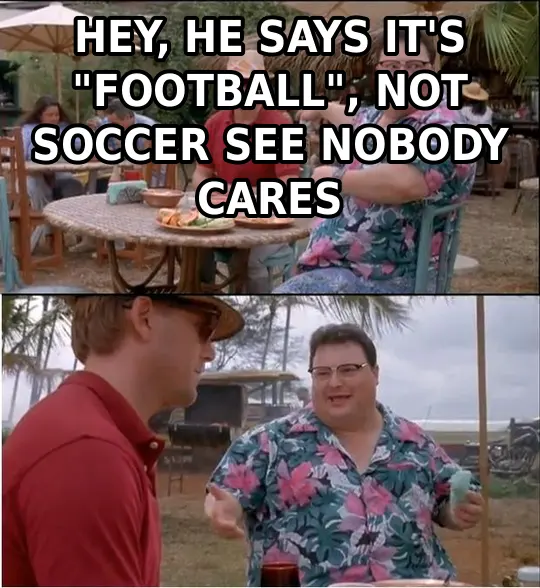 HEY, HE SAYS IT'S
"FOOTBALL", NOT
SOCCER SEE NOBODY
CARES